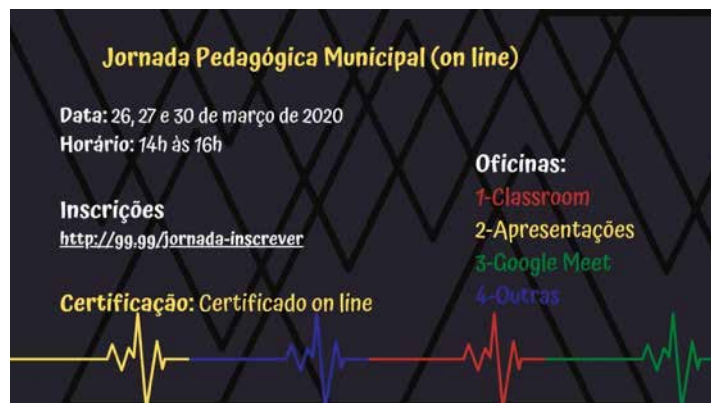 Jornada Pedagógica Municipal (on line)
Data: 26, 27 e 30 de março de 2020
Horário: 14h às 16h
Inscrições
http://gg.gg/jornada-inscrever
Certificação: Certificado on line
Oficinas:
1-Classroom
2-Apresentações
3-Google Meet
4-Outras